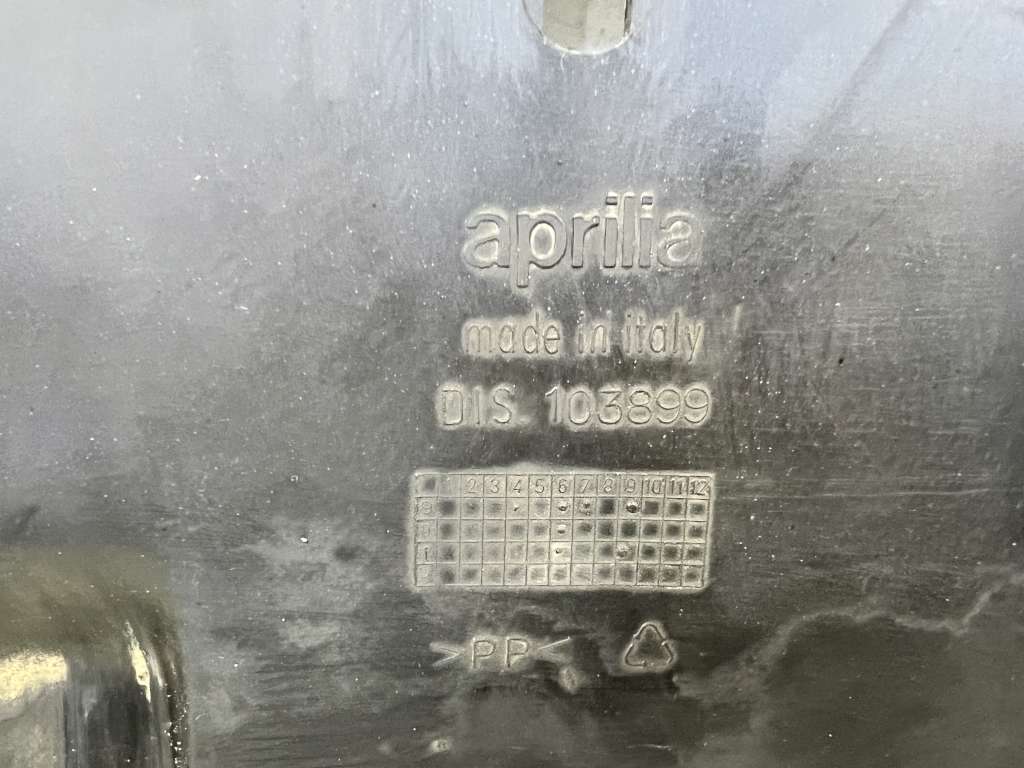 aprilia
made in italy
DIS. 103899
1 2 3 4 5 6 7 8 9 10 11 12
>PP<